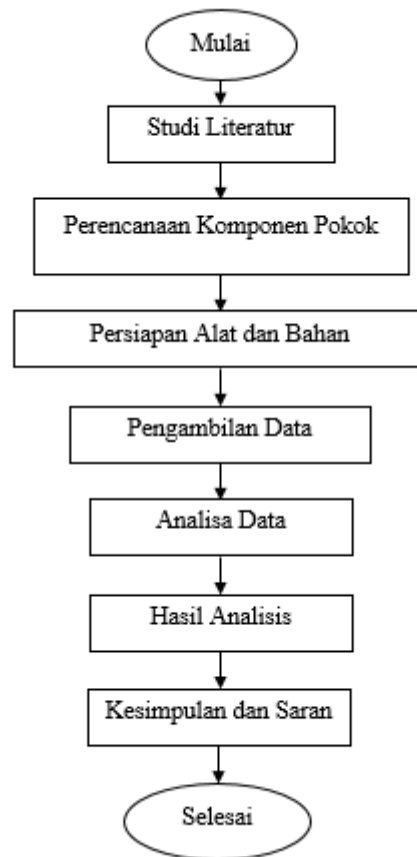 Mulai
Studi Literatur
Perencanaan Komponen Pokok
Persiapan Alat dan Bahan
Pengambilan Data
Analisa Data
Hasil Analisis
Kesimpulan dan Saran
Selesai